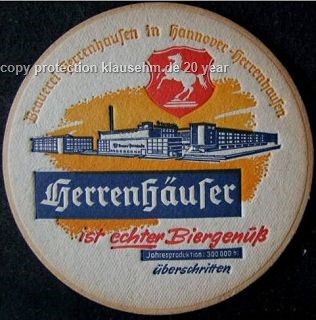 Brauerei Herrenhausen in Hannover-Herrenhausen
copy protection klausehm.de 20 year
Herrenhäuser
ist echter Biergenuß
Jahresproduktion: 300 000 hl
überschritten